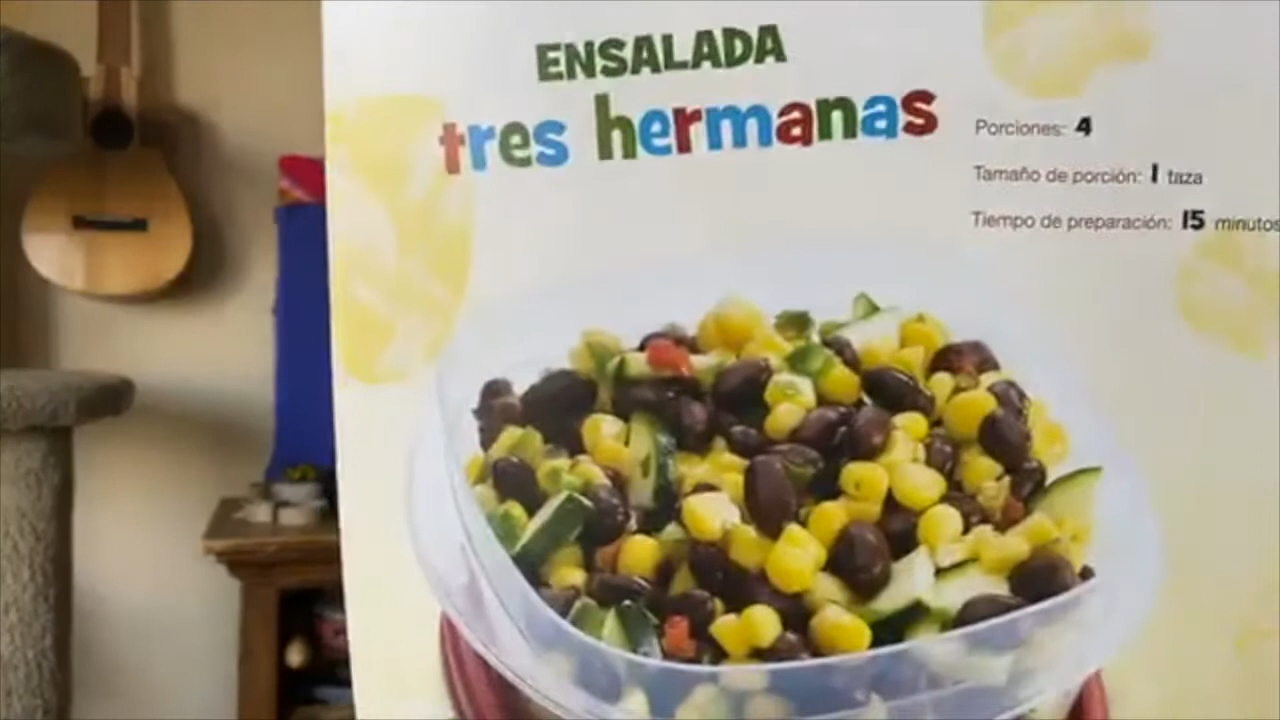 ENSALADA
tres hermanas
Porciones: 4
Tamaño de porción: 1 taza
Tiempo de preparación: 15 minutos